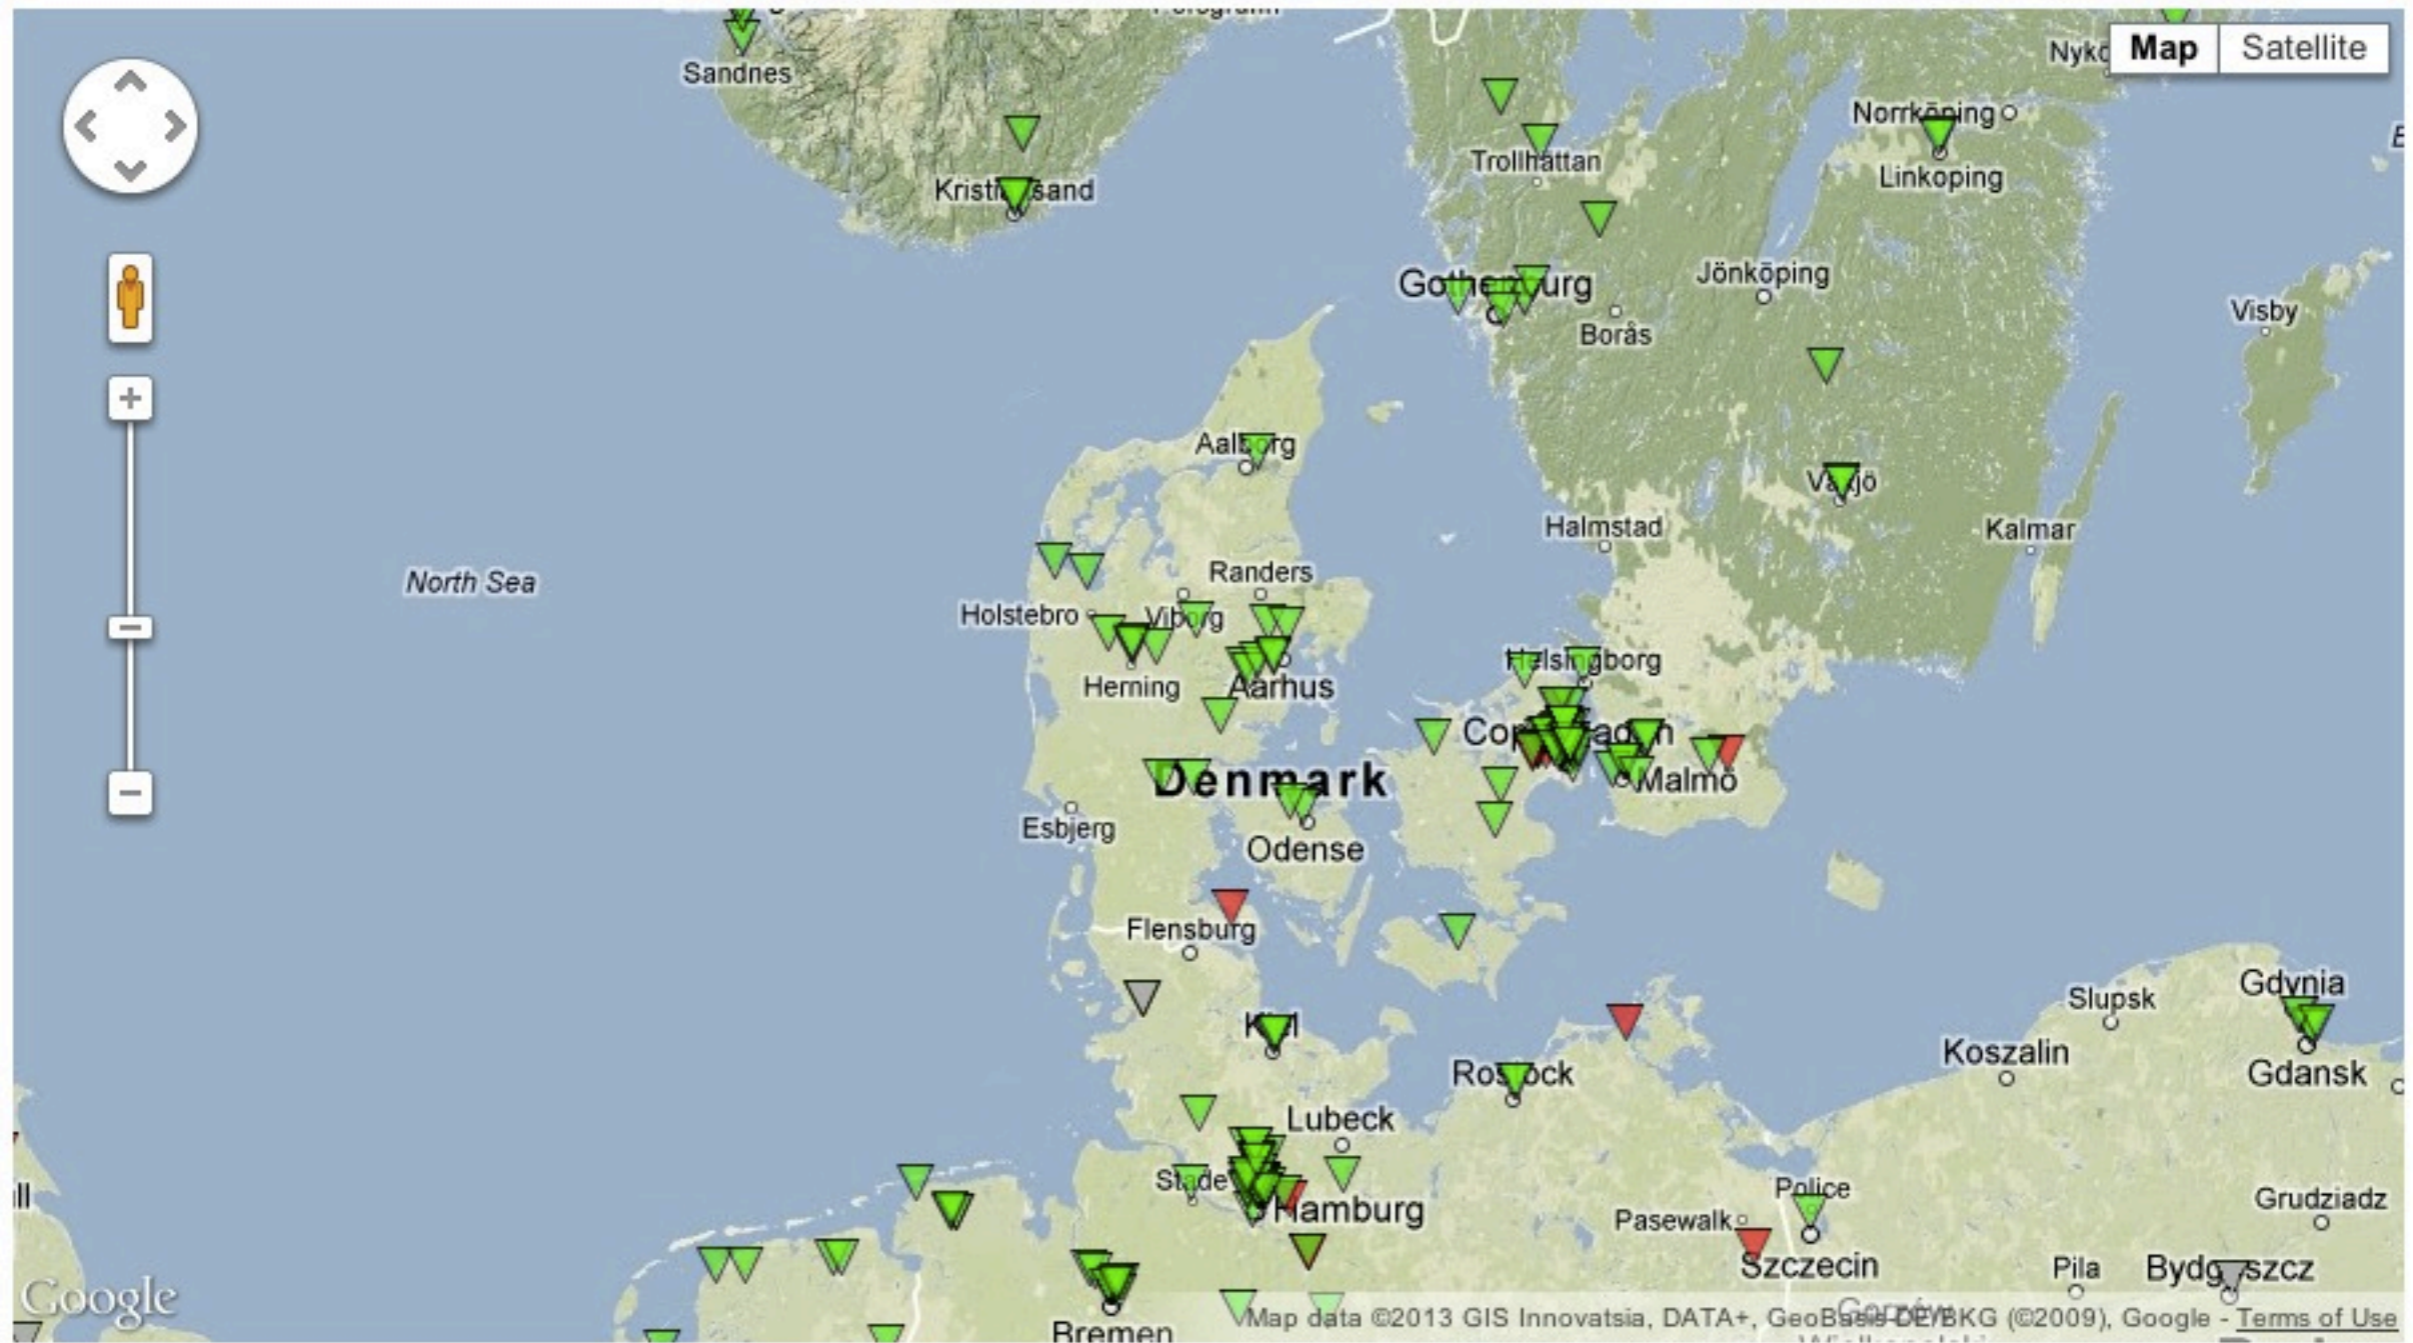 Map
Satellite
Sandnes
Norrköping
Trollhattan
Linkoping
Kristiansand
Gothenburg
Jönköping
Visby
Borås
Aalborg
Växjö
Halmstad
Kalmar
North Sea
Randers
Holstebro
Viborg
Helsingborg
Herning
Aarhus
Copenhagen
Denmark
Malmö
Esbjerg
Odense
Flensburg
Gdynia
Slupsk
Kiel
Koszalin
Rostock
Gdansk
Lubeck
Stade
Police
Grudziadz
Hamburg
Pasewalk
Szczecin
Pila
Bydgoszcz
Google
Bremen
Map data ©2013 GIS Innovatsia, DATA+, GeoBasis-DE/BKG (©2009), Google - Terms of Use